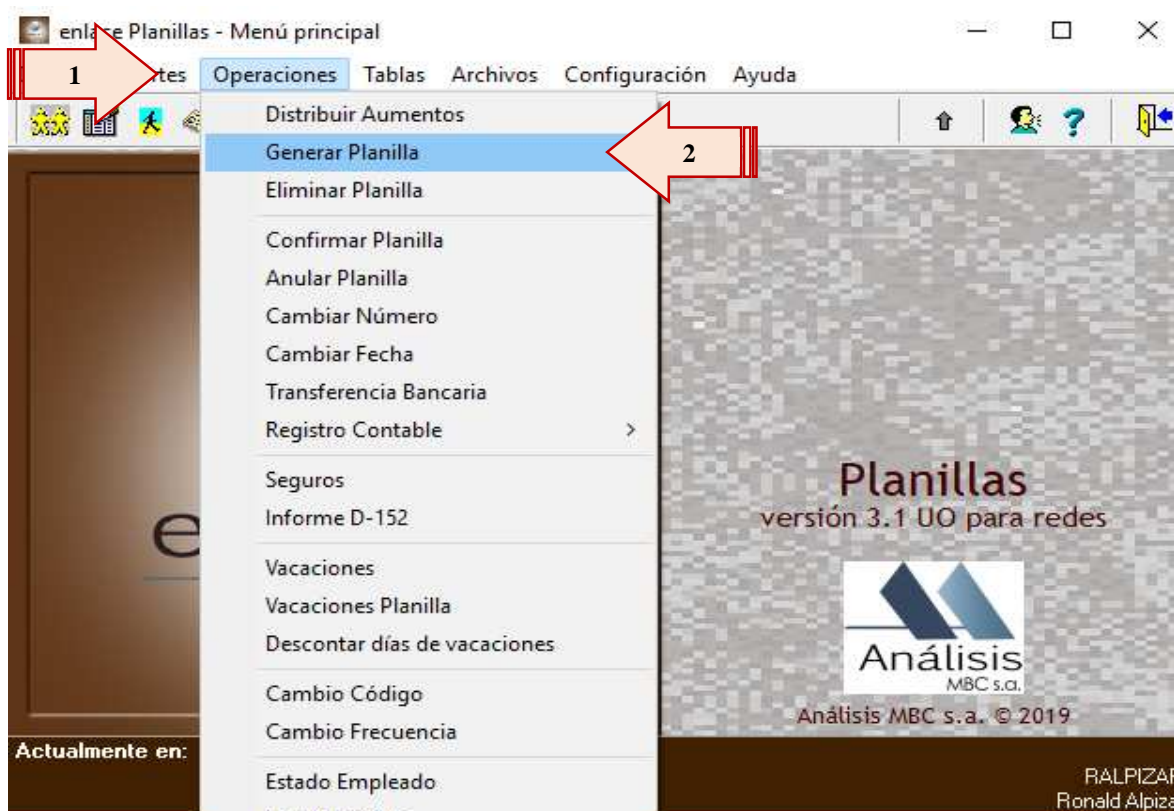 enlace Planillas - Menú principal
1
rtes Operaciones Tablas Archivos Configuración Ayuda
Distribuir Aumentos
Generar Planilla
2
Eliminar Planilla
Confirmar Planilla
Anular Planilla
Cambiar Número
Cambiar Fecha
Transferencia Bancaria
Registro Contable >
Seguros
Informe D-152
Vacaciones
Vacaciones Planilla
Descontar días de vacaciones
Cambio Código
Cambio Frecuencia
Estado Empleado
e
Planillas
versión 3.1 UO para redes
Análisis
MBC s.a.
Análisis MBC s.a. © 2019
Actualmente en:
RALPIZAR
Ronald Alpiza